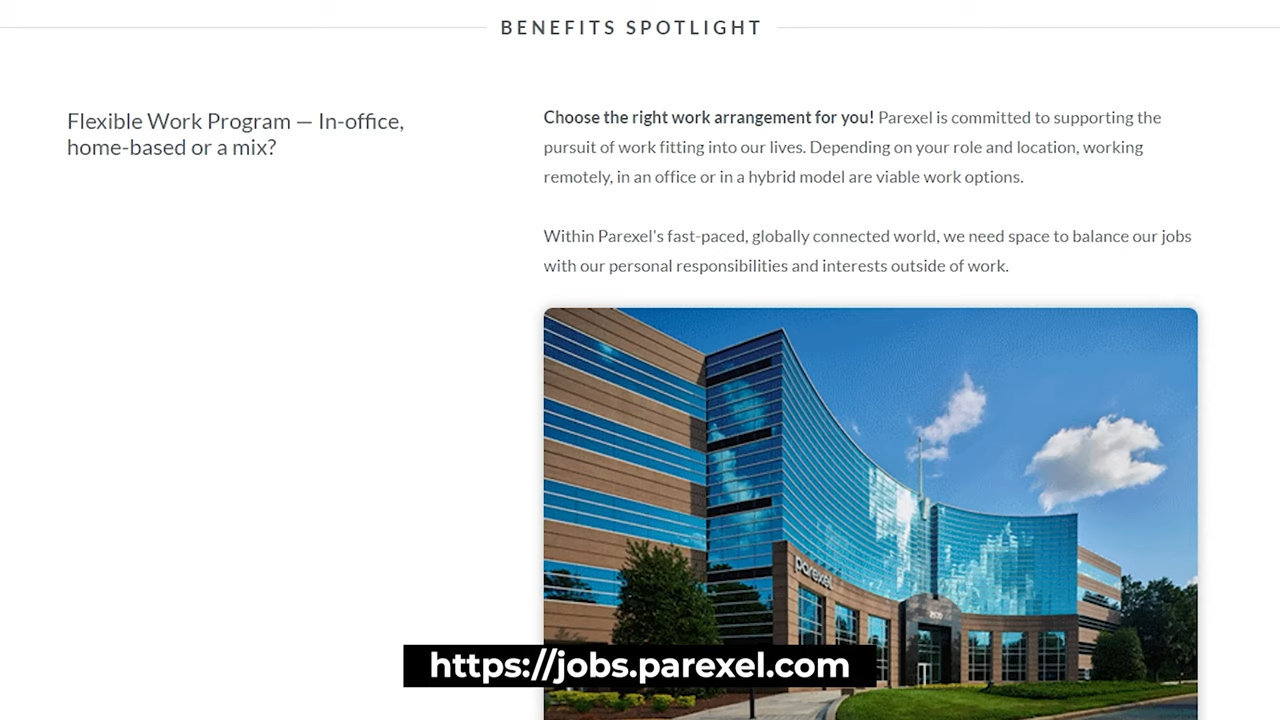 BENEFITS SPOTLIGHT
Flexible Work Program — In-office,
home-based or a mix?
Choose the right work arrangement for you! Parexel is committed to supporting the
pursuit of work fitting into our lives. Depending on your role and location, working
remotely, in an office or in a hybrid model are viable work options.
Within Parexel's fast-paced, globally connected world, we need space to balance our jobs
with our personal responsibilities and interests outside of work.
parexel
https://jobs.parexel.com